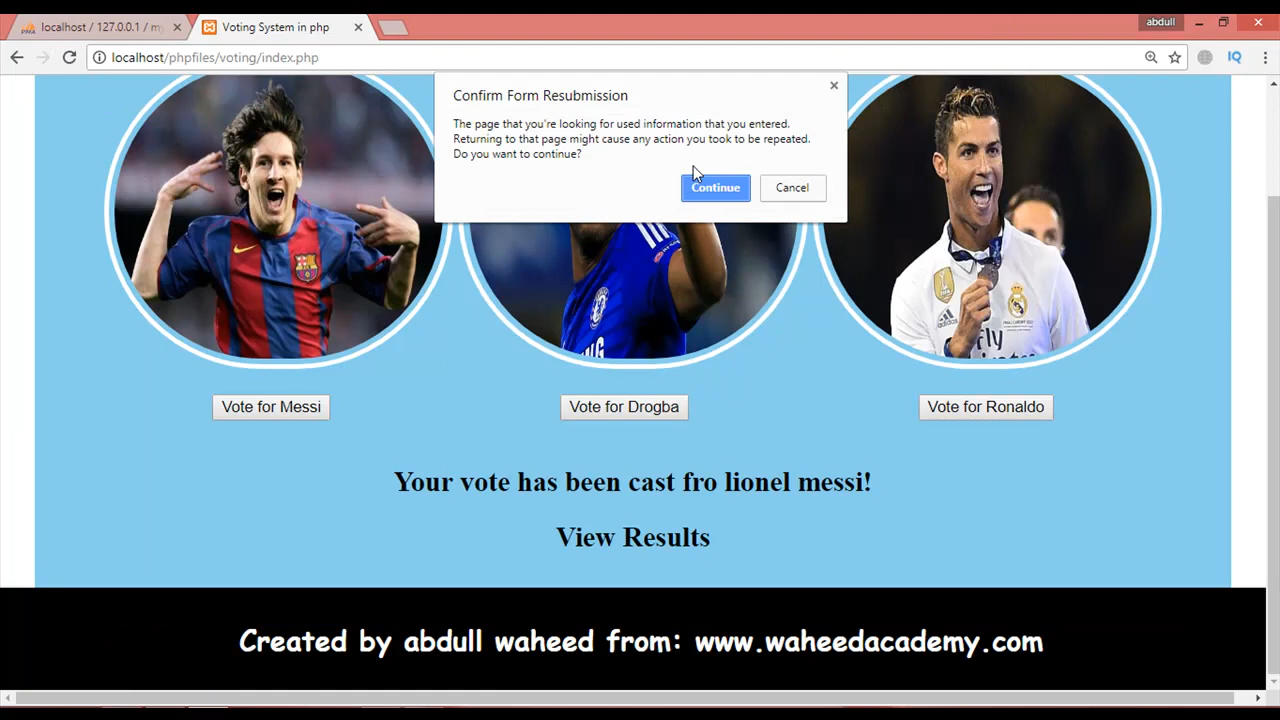 localhost / 127.0.0.1 / my
Voting System in php
abdull
localhost/phpfiles/voting/index.php
Confirm Form Resubmission
The page that you're looking for used information that you entered.
Returning to that page might cause any action you took to be repeated.
Do you want to continue?
Continue
Cancel
Vote for Messi
Vote for Drogba
Vote for Ronaldo
Your vote has been cast fro lionel messi!
View Results
Created by abdull waheed from: www.waheedacademy.com